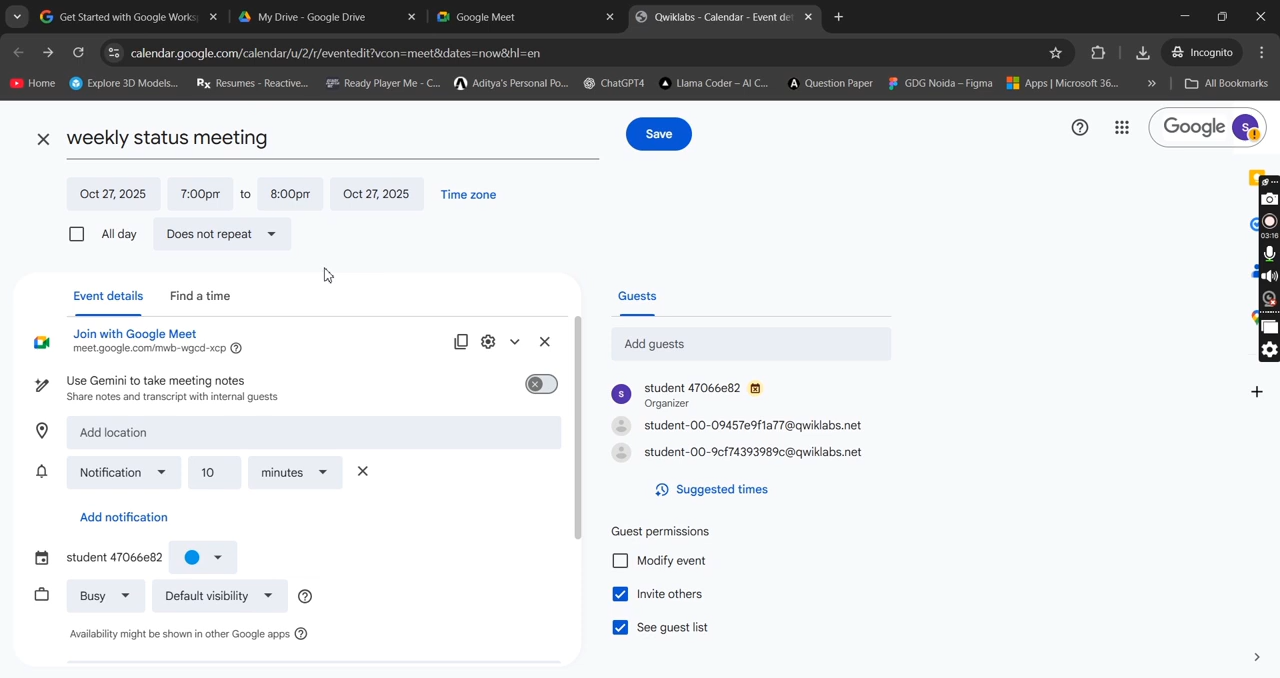 Get Started with Google Works
My Drive - Google Drive
Google Meet
Qwiklabs - Calendar - Event det
calendar.google.com/calendar/u/2/r/eventedit?vcon=meet&dates=now&hl=en
Incognito
Home
Explore 3D Models...
Resumes - Reactive...
Ready Player Me - C...
Aditya's Personal Po...
ChatGPT4
Llama Coder – AI C...
Question Paper
GDG Noida – Figma
Apps | Microsoft 36...
All Bookmarks
weekly status meeting
Save
Google
S
Oct 27, 2025
7:00pm
to
8:00pm
Oct 27, 2025
Time zone
All day
Does not repeat
03:16
Event details
Find a time
Guests
Join with Google Meet
meet.google.com/mwb-wgcd-xcp
Add guests
Use Gemini to take meeting notes
Share notes and transcript with internal guests
S
student 47066e82
Organizer
Add location
student-00-09457e9f1a77@qwiklabs.net
student-00-9cf74393989c@qwiklabs.net
Notification
10
minutes
Suggested times
Add notification
Guest permissions
student 47066e82
Modify event
Busy
Default visibility
Invite others
Availability might be shown in other Google apps
See guest list